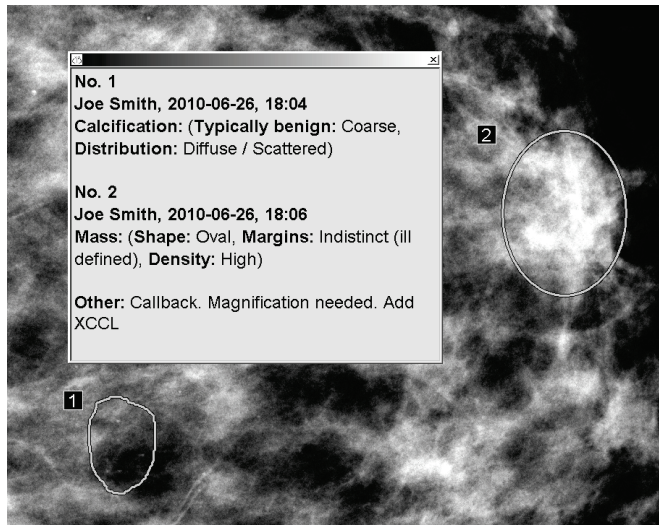 No. 1
Joe Smith, 2010-06-26, 18:04
Calcification: (Typically benign: Coarse,
Distribution: Diffuse / Scattered)
No. 2
Joe Smith, 2010-06-26, 18:06
Mass: (Shape: Oval, Margins: Indistinct (ill
defined), Density: High)
Other: Callback. Magnification needed. Add
XCCL
2
1